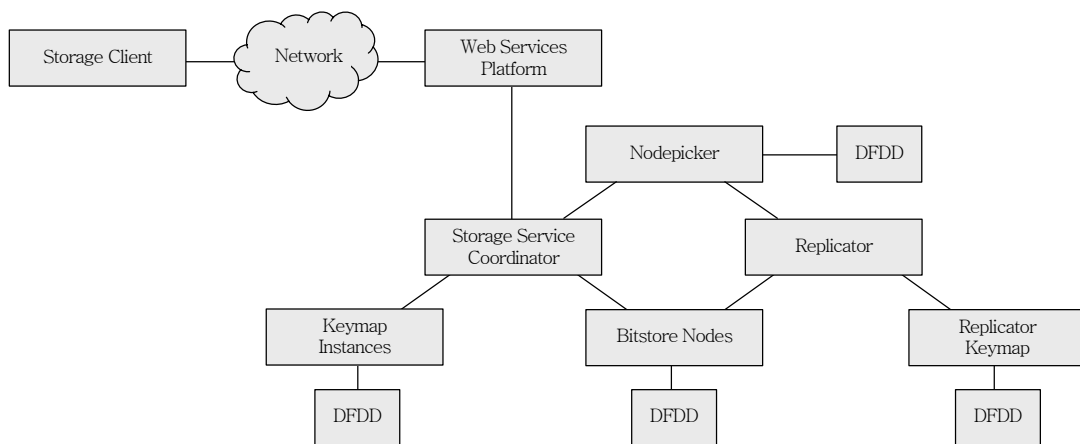 Storage Client
Network
Web Services
Platform
Nodepicker
DFDD
Storage Service
Coordinator
Replicator
Keymap
Instances
Bitstore Nodes
Replicator
Keymap
DFDD
DFDD
DFDD